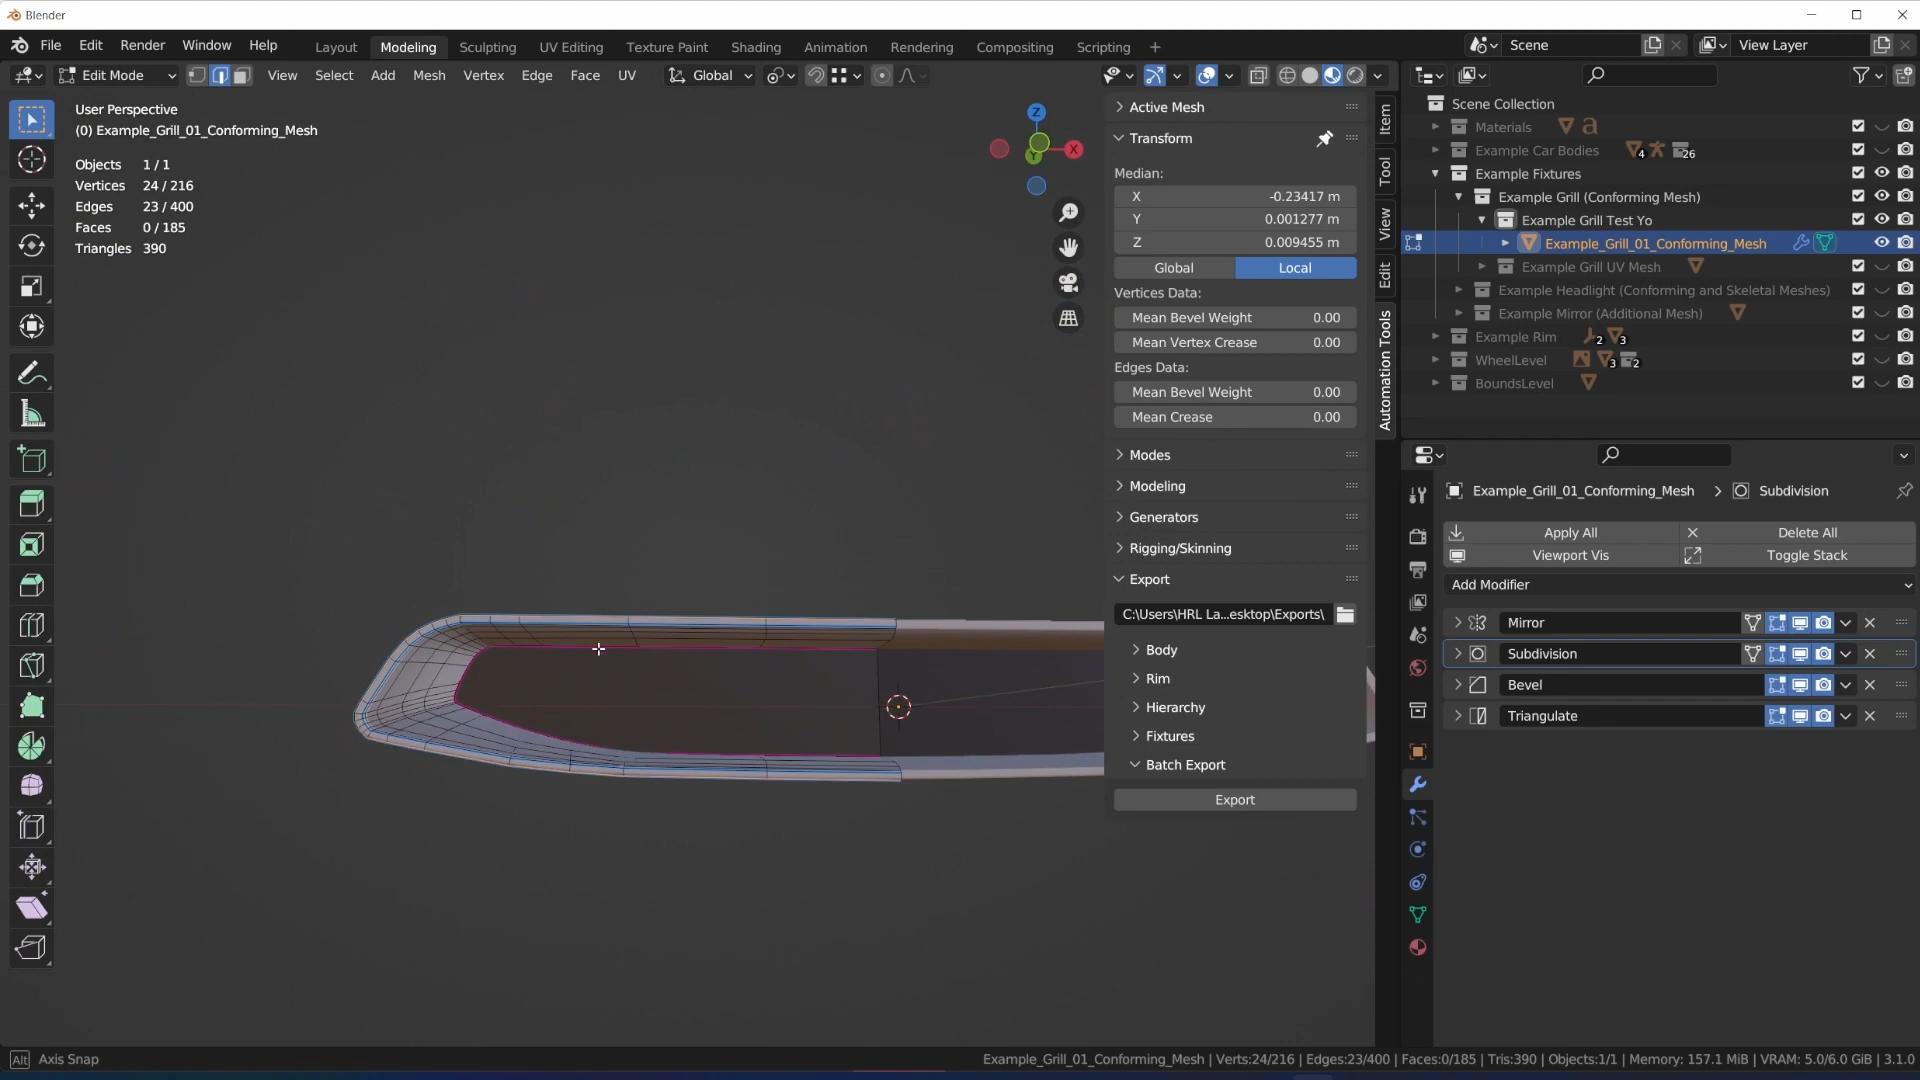 Blender
File Edit Render Window Help Layout Modeling Sculpting UV Editing Texture Paint Shading Animation Rendering Compositing Scripting + Scene View Layer
Edit Mode View Select Add Mesh Vertex Edge Face UV Global
User Perspective
(0) Example_Grill_01_Conforming_Mesh
Objects 1 / 1
Vertices 24 / 216
Edges 23 / 400
Faces 0 / 185
Triangles 390
Z
X
Y
Active Mesh
Transform
Median:
X -0.23417 m
Y 0.001277 m
Z 0.009455 m
Global Local
Vertices Data:
Mean Bevel Weight 0.00
Mean Vertex Crease 0.00
Edges Data:
Mean Bevel Weight 0.00
Mean Crease 0.00
Modes
Modeling
Generators
Rigging/Skinning
Export
C:\Users\HRL La...esktop\Exports\
Body
Rim
Hierarchy
Fixtures
Batch Export
Export
Item
Tool
View
Edit
Automation Tools
Scene Collection
Materials
Example Car Bodies 4 26
Example Fixtures
Example Grill (Conforming Mesh)
Example Grill Test Yo
Example_Grill_01_Conforming_Mesh
Example Grill UV Mesh
Example Headlight (Conforming and Skeletal Meshes)
Example Mirror (Additional Mesh)
Example Rim 2 3
WheelLevel 3 2
BoundsLevel
Example_Grill_01_Conforming_Mesh > Subdivision
Apply All Delete All
Viewport Vis Toggle Stack
Add Modifier
Mirror
Subdivision
Bevel
Triangulate
Alt Axis Snap
Example_Grill_01_Conforming_Mesh | Verts:24/216 | Edges:23/400 | Faces:0/185 | Tris:390 | Objects:1/1 | Memory: 157.1 MiB | VRAM: 5.0/6.0 GiB | 3.1.0